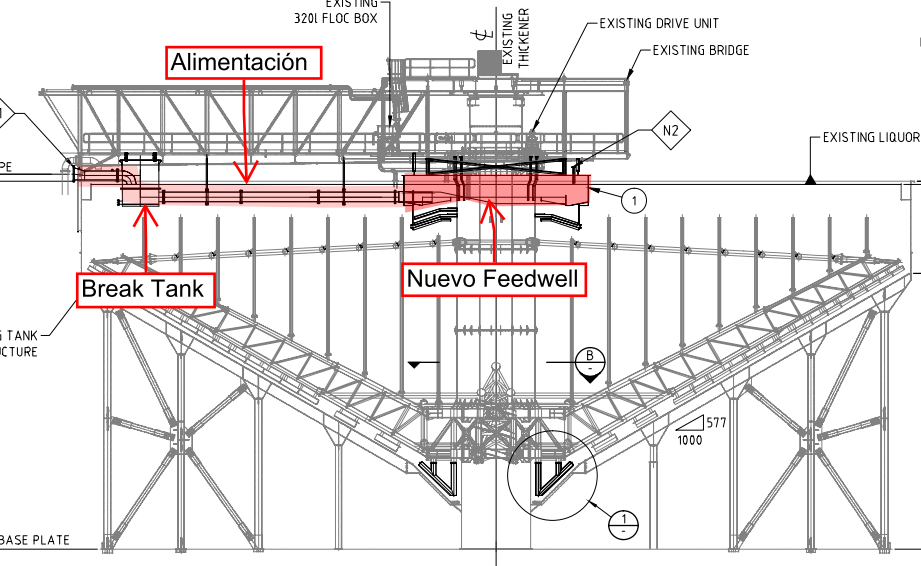 EXISTING
320l FLOC BOX
EXISTING
THICKENER
EXISTING DRIVE UNIT
EXISTING BRIDGE
Alimentación
N2
EXISTING LIQUOR
PE
1
Break Tank
Nuevo Feedwell
TANK
CTURE
B
-
577
1000
1
-
BASE PLATE